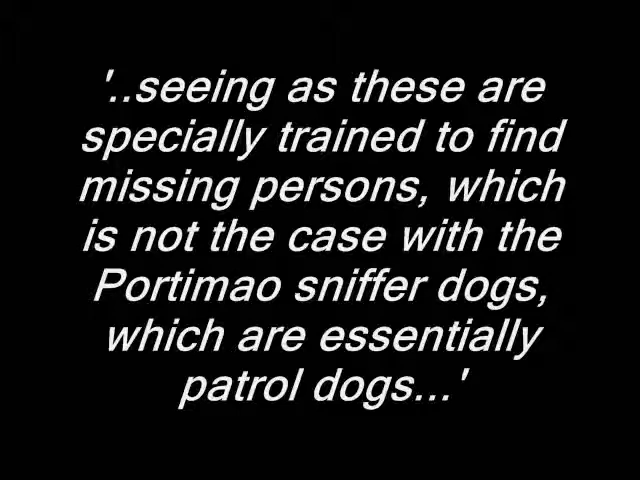 '..seeing as these are
specially trained to find
missing persons, which
is not the case with the
Portimao sniffer dogs,
which are essentially
patrol dogs...'